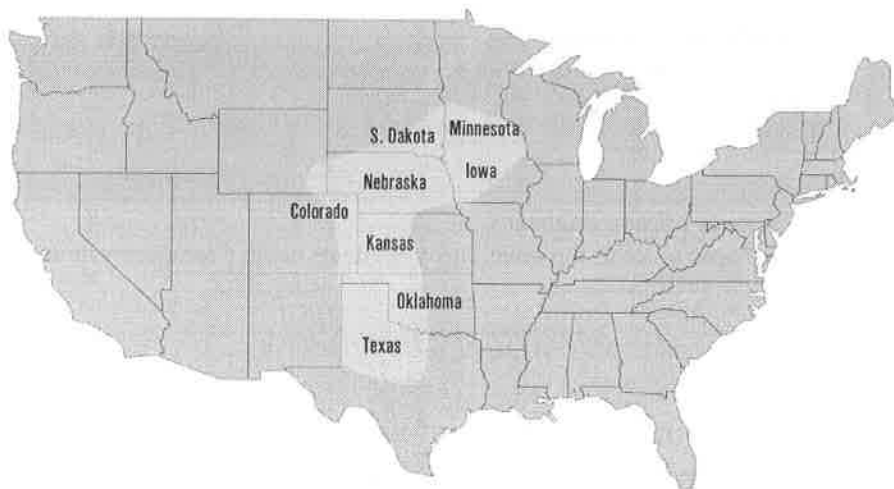 S. Dakota
Minnesota
Iowa
Nebraska
Colorado
Kansas
Oklahoma
Texas